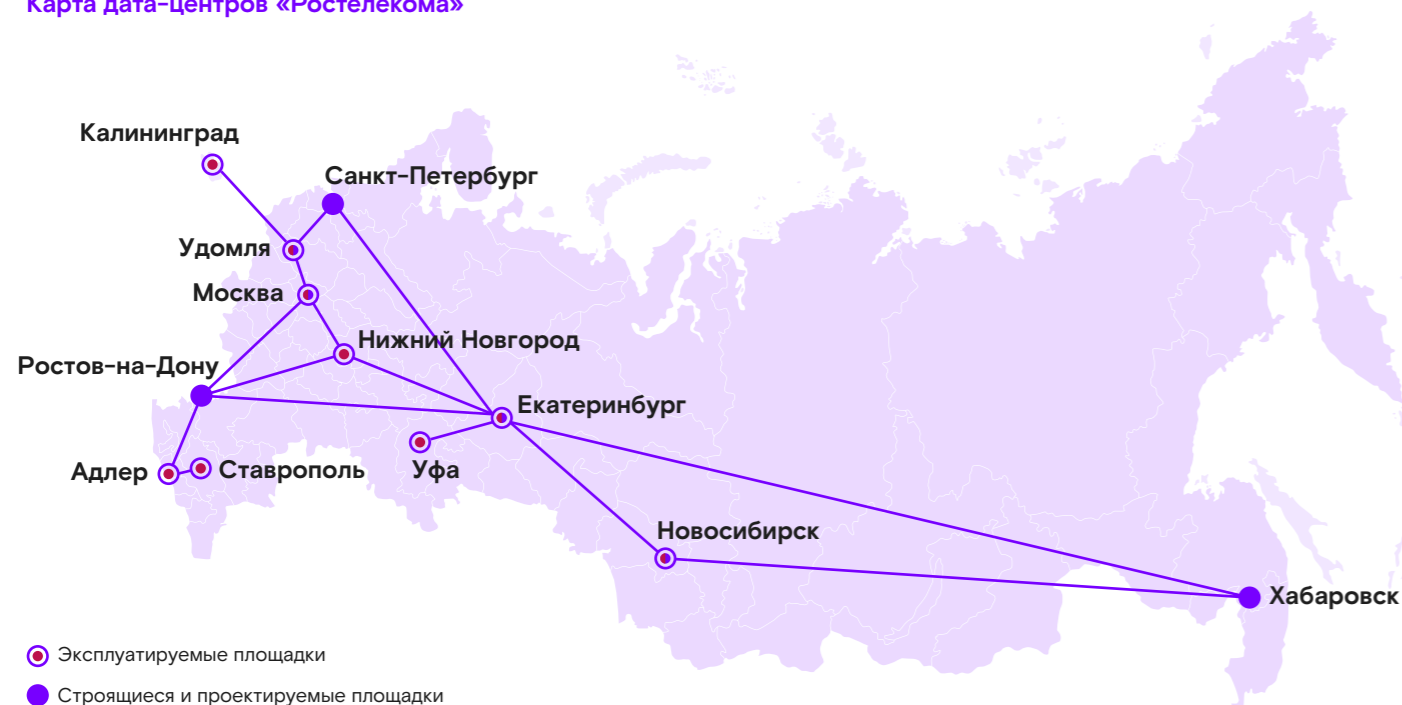 Карта дата-центров «Ростелекома»
Калининград
Санкт-Петербург
Удомля
Москва
Нижний Новгород
Ростов-на-Дону
Екатеринбург
Адлер
Ставрополь
Уфа
Новосибирск
Хабаровск
Эксплуатируемые площадки
Строящиеся и проектируемые площадки